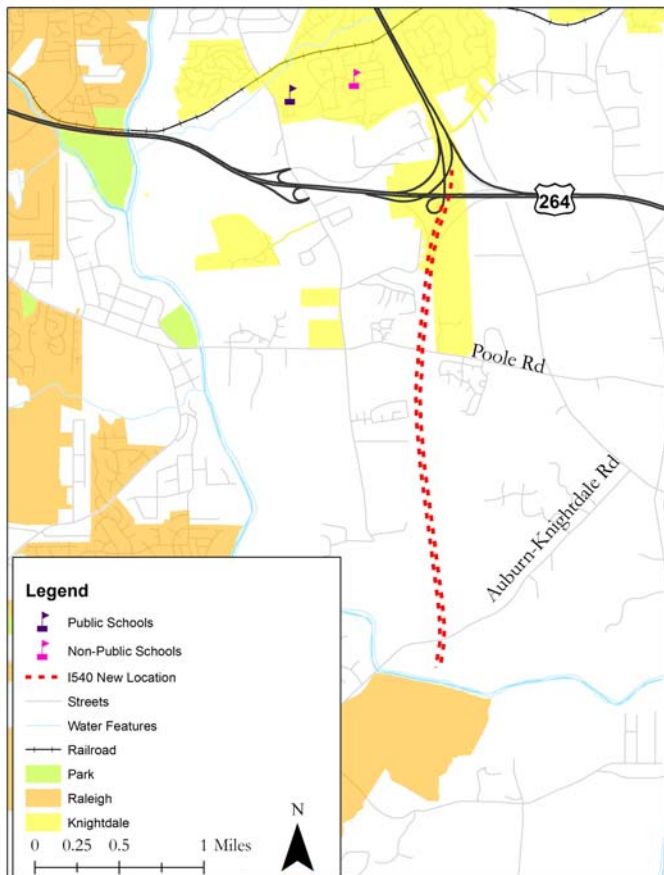 264
Poole Rd
Auburn-Knightdale Rd
Legend
Public Schools
Non-Public Schools
I540 New Location
Streets
Water Features
Railroad
Park
Raleigh
Knightdale
N
0 0.25 0.5 1 Miles